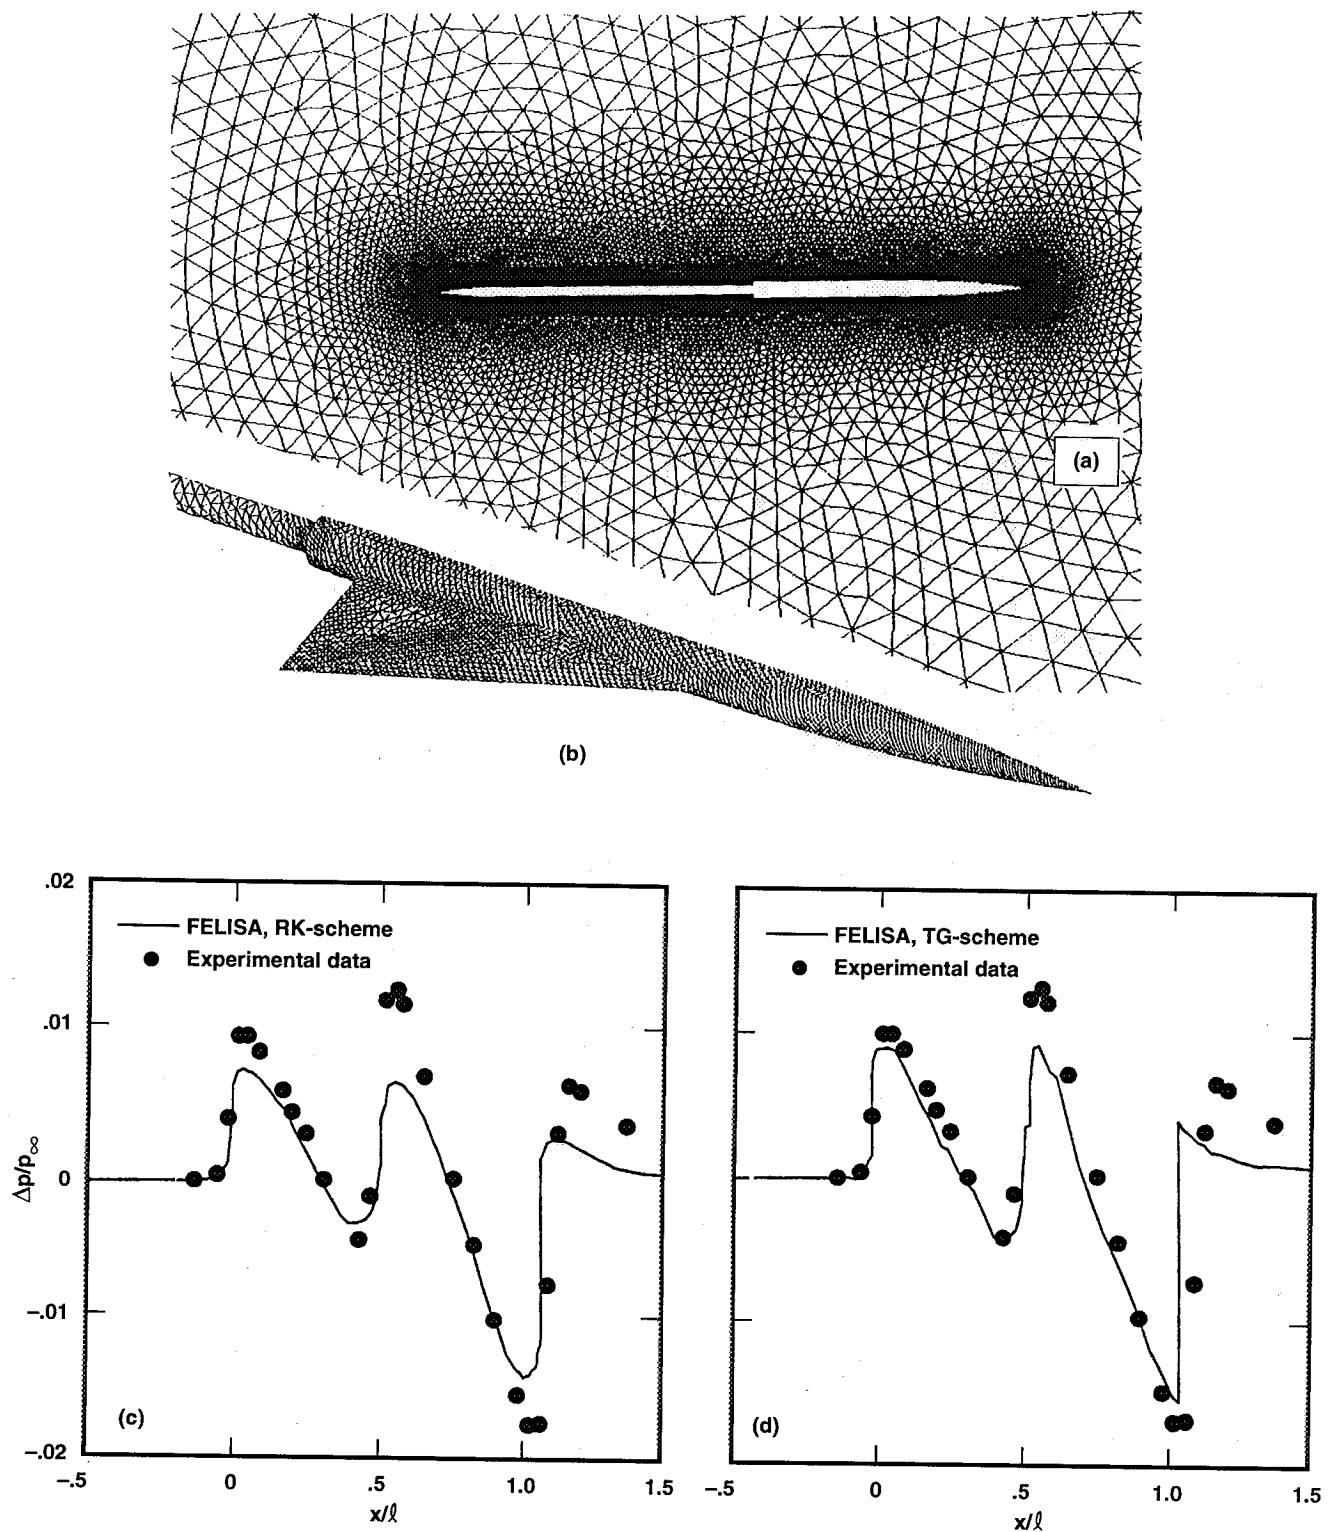 (a)
(b)
.02
.01
0
–.01
–.02
Δp/p∞
FELISA, RK-scheme
Experimental data
(c)
–.5 0 .5 1.0 1.5
x/ℓ
FELISA, TG-scheme
Experimental data
(d)
–.5 0 .5 1.0 1.5
x/ℓ